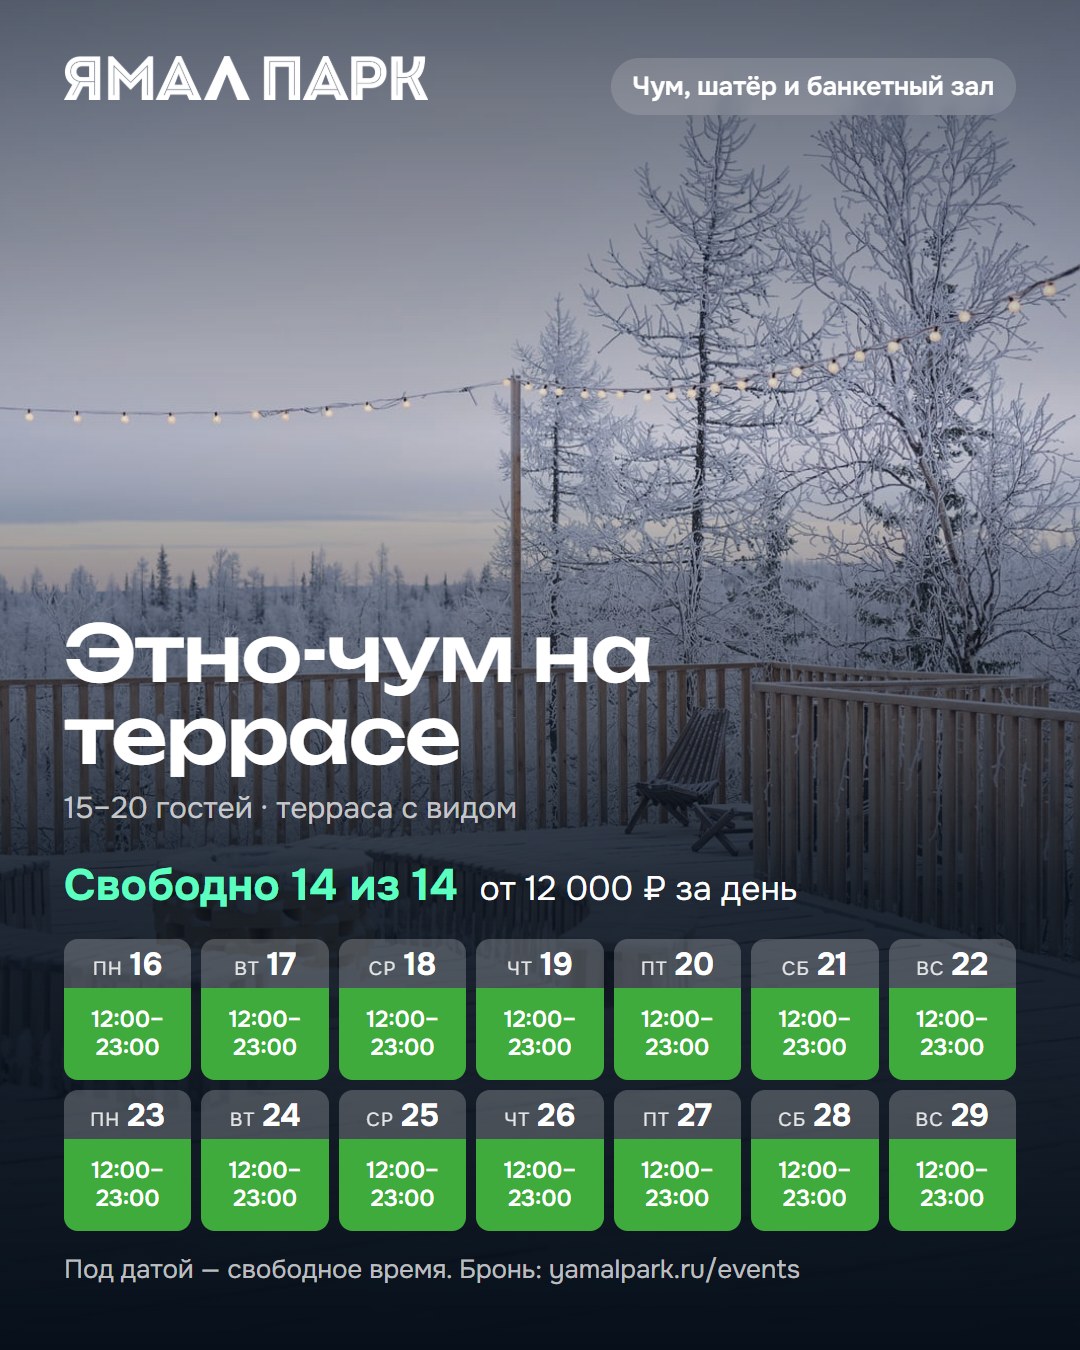 ЯМАЛ ПАРК
Чум, шатёр и банкетный зал
Этно-чум на
террасе
15–20 гостей · терраса с видом
Свободно 14 из 14 от 12 000 ₽ за день
ПН 16 ВТ 17 СР 18 ЧТ 19 ПТ 20 СБ 21 ВС 22
12:00– 12:00– 12:00– 12:00– 12:00– 12:00– 12:00–
23:00 23:00 23:00 23:00 23:00 23:00 23:00
ПН 23 ВТ 24 СР 25 ЧТ 26 ПТ 27 СБ 28 ВС 29
12:00– 12:00– 12:00– 12:00– 12:00– 12:00– 12:00–
23:00 23:00 23:00 23:00 23:00 23:00 23:00
Под датой — свободное время. Бронь: yamalpark.ru/events